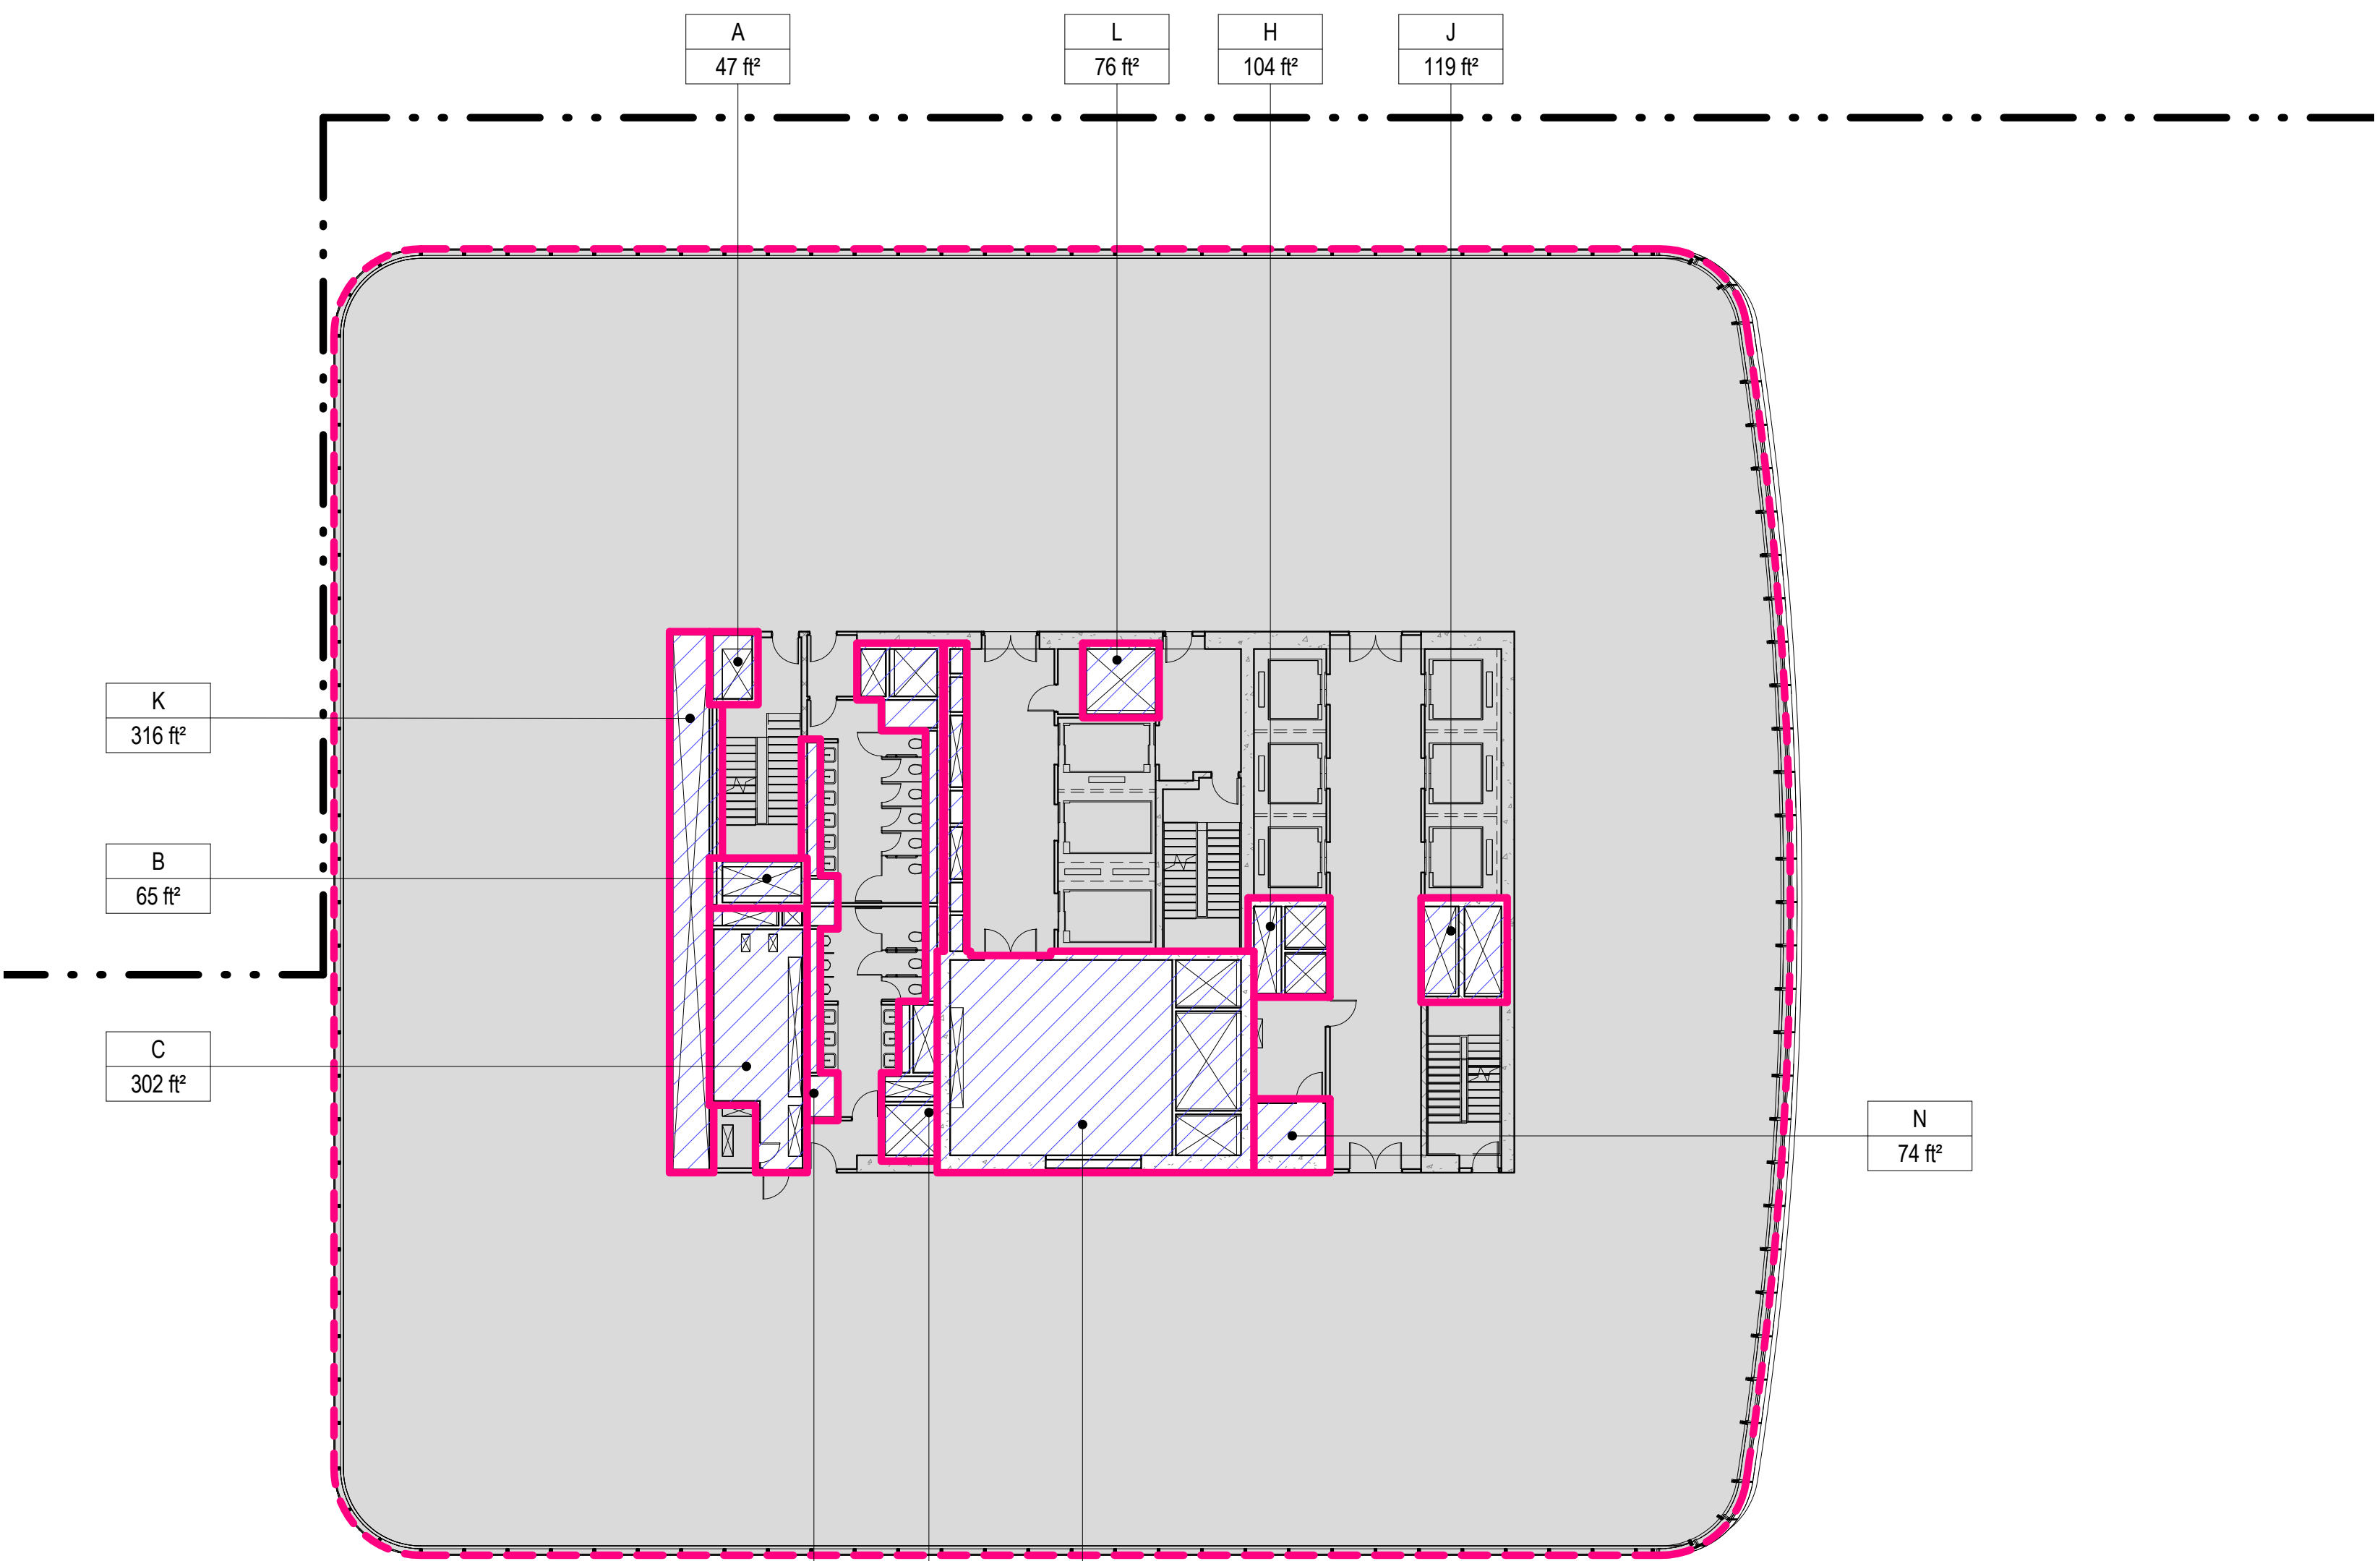 A
47 ft²
L
76 ft²
H
104 ft²
J
119 ft²
K
316 ft²
B
65 ft²
C
302 ft²
N
74 ft²